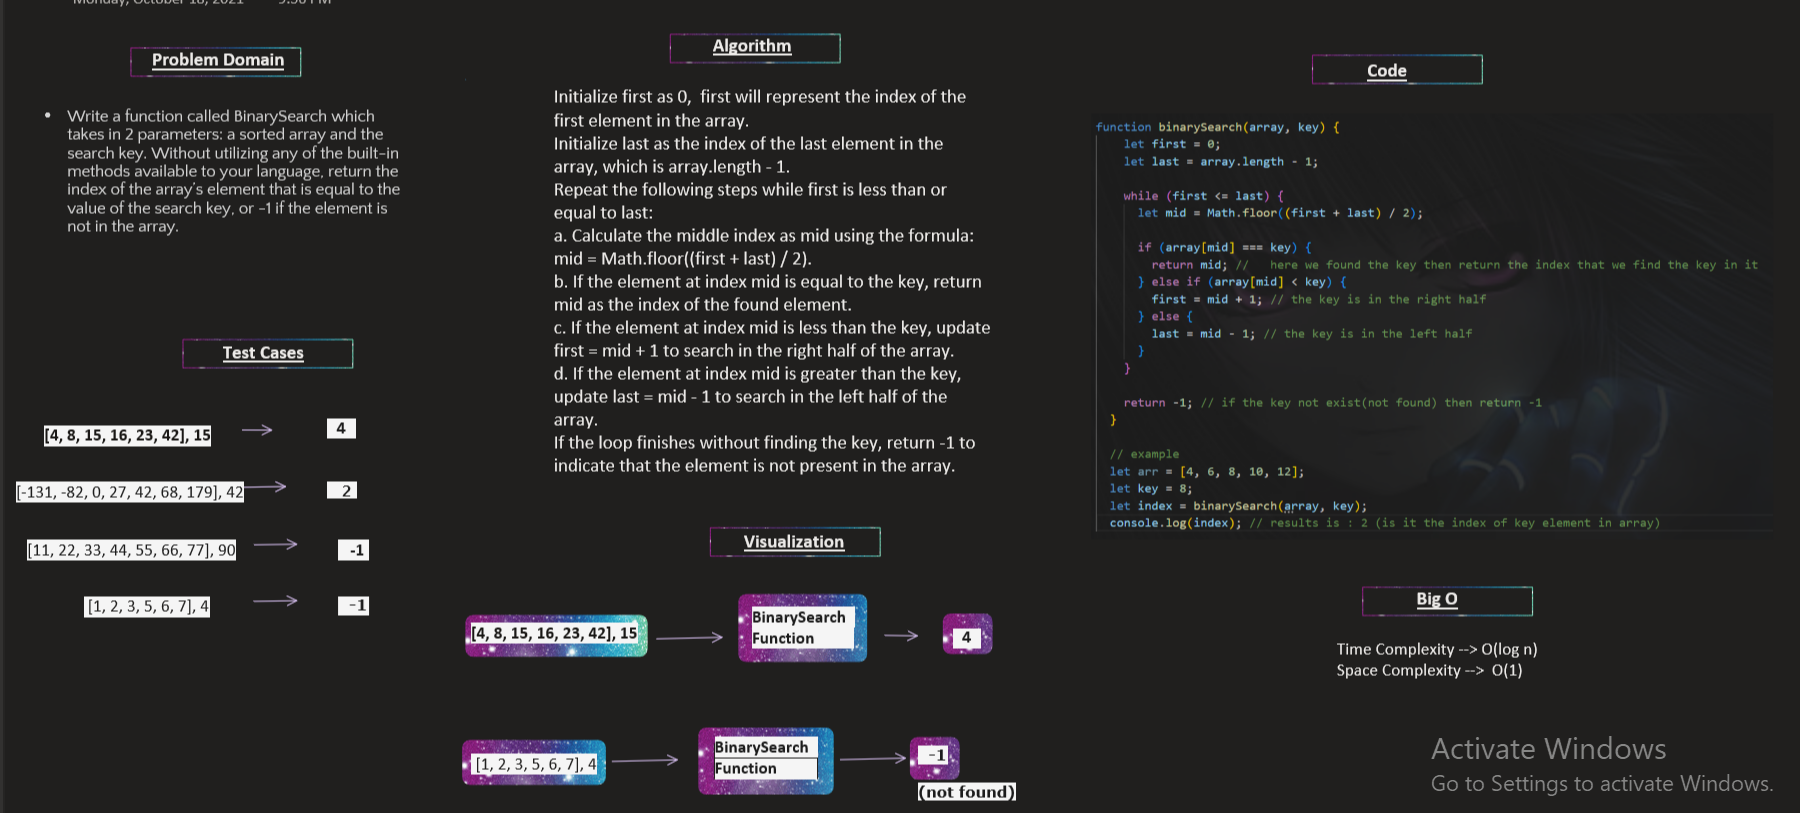 Monday, October 18, 2021 9:50 PM
Problem Domain
• Write a function called BinarySearch which
takes in 2 parameters: a sorted array and the
search key. Without utilizing any of the built-in
methods available to your language, return the
index of the array's element that is equal to the
value of the search key, or -1 if the element is
not in the array.
Test Cases
[4, 8, 15, 16, 23, 42], 15
4
[-131, -82, 0, 27, 42, 68, 179], 42
2
[11, 22, 33, 44, 55, 66, 77], 90
-1
[1, 2, 3, 5, 6, 7], 4
-1
Algorithm
Initialize first as 0, first will represent the index of the
first element in the array.
Initialize last as the index of the last element in the
array, which is array.length - 1.
Repeat the following steps while first is less than or
equal to last:
a. Calculate the middle index as mid using the formula:
mid = Math.floor((first + last) / 2).
b. If the element at index mid is equal to the key, return
mid as the index of the found element.
c. If the element at index mid is less than the key, update
first = mid + 1 to search in the right half of the array.
d. If the element at index mid is greater than the key,
update last = mid - 1 to search in the left half of the
array.
If the loop finishes without finding the key, return -1 to
indicate that the element is not present in the array.
Visualization
[4, 8, 15, 16, 23, 42], 15
BinarySearch
Function
4
[1, 2, 3, 5, 6, 7], 4
BinarySearch
Function
-1
(not found)
Code
function binarySearch(array, key) {
let first = 0;
let last = array.length - 1;
while (first <= last) {
let mid = Math.floor((first + last) / 2);
if (array[mid] === key) {
return mid; // here we found the key then return the index that we find the key in it
} else if (array[mid] < key) {
first = mid + 1; // the key is in the right half
} else {
last = mid - 1; // the key is in the left half
}
}
return -1; // if the key not exist(not found) then return -1
}
// example
let arr = [4, 6, 8, 10, 12];
let key = 8;
let index = binarySearch(array, key);
console.log(index); // results is : 2 (is it the index of key element in array)
Big O
Time Complexity --> O(log n)
Space Complexity --> O(1)
Activate Windows
Go to Settings to activate Windows.